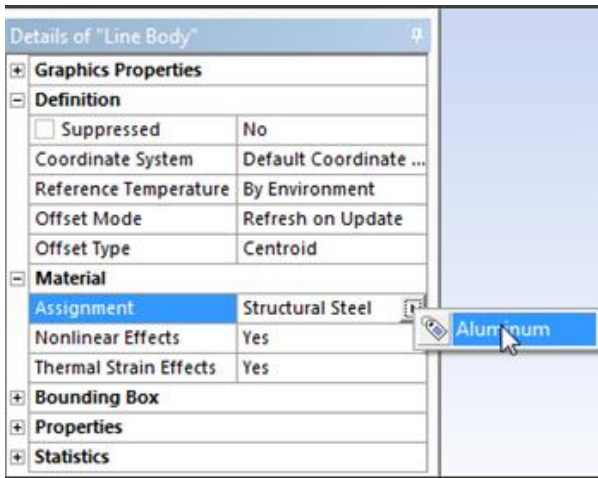 Details of "Line Body"
Graphics Properties
Definition
Suppressed No
Coordinate System Default Coordinate ...
Reference Temperature By Environment
Offset Mode Refresh on Update
Offset Type Centroid
Material
Assignment Structural Steel Aluminum
Nonlinear Effects Yes
Thermal Strain Effects Yes
Bounding Box
Properties
Statistics